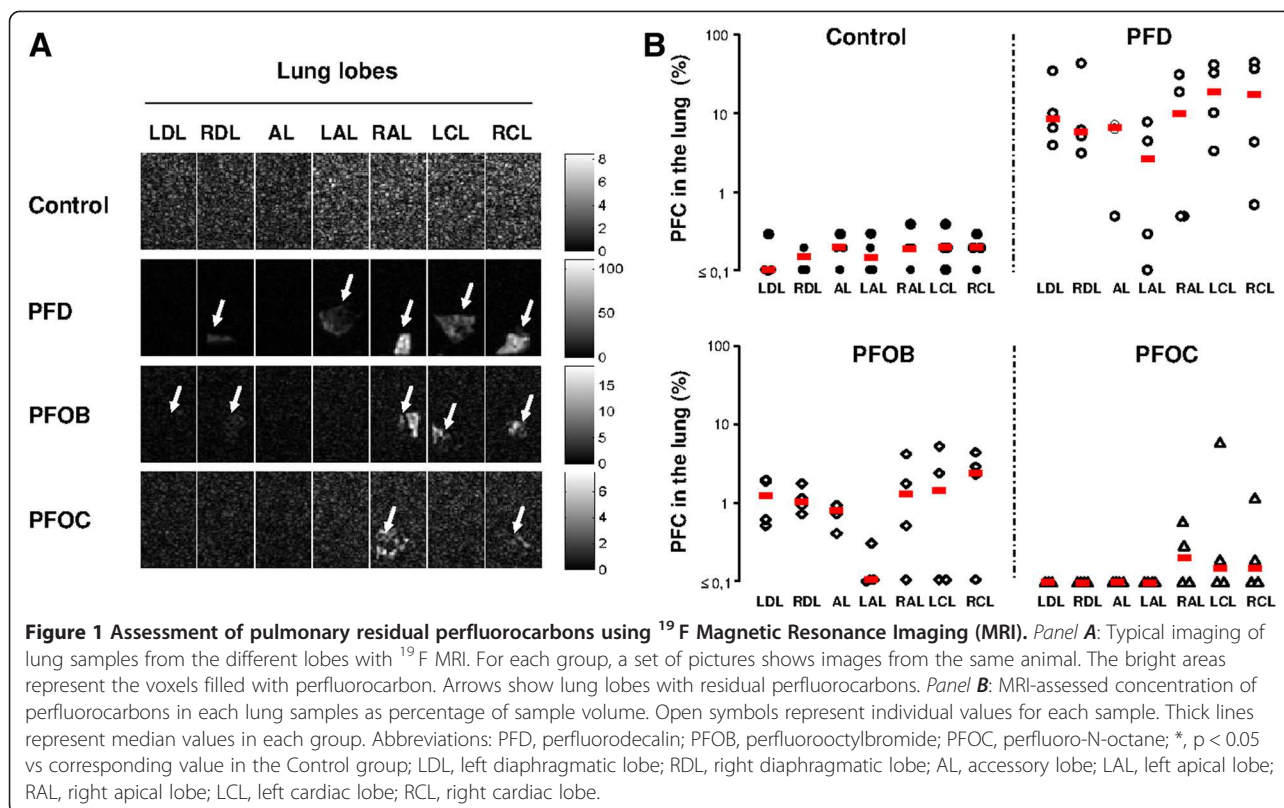 A
Lung lobes
LDL RDL AL LAL RAL LCL RCL
Control
8
6
4
2
0
PFD
100
50
0
PFOB
15
10
5
0
PFOC
6
4
2
0
B
Control
PFD
PFC in the lung (%)
100
10
1
≤ 0,1
LDL RDL AL LAL RAL LCL RCL
LDL RDL AL LAL RAL LCL RCL
PFOB
PFOC
PFC in the lung (%)
100
10
1
≤ 0,1
LDL RDL AL LAL RAL LCL RCL
LDL RDL AL LAL RAL LCL RCL
Figure 1 Assessment of pulmonary residual perfluorocarbons using ¹⁹F Magnetic Resonance Imaging (MRI). Panel A: Typical imaging of
lung samples from the different lobes with ¹⁹F MRI. For each group, a set of pictures shows images from the same animal. The bright areas
represent the voxels filled with perfluorocarbon. Arrows show lung lobes with residual perfluorocarbons. Panel B: MRI-assessed concentration of
perfluorocarbons in each lung samples as percentage of sample volume. Open symbols represent individual values for each sample. Thick lines
represent median values in each group. Abbreviations: PFD, perfluorodecalin; PFOB, perfluorooctylbromide; PFOC, perfluoro-N-octane; *, p < 0.05
vs corresponding value in the Control group; LDL, left diaphragmatic lobe; RDL, right diaphragmatic lobe; AL, accessory lobe; LAL, left apical lobe;
RAL, right apical lobe; LCL, left cardiac lobe; RCL, right cardiac lobe.